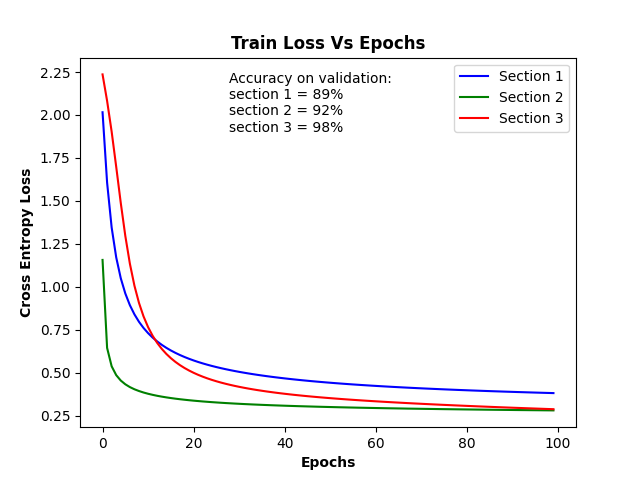 Train Loss Vs Epochs
Accuracy on validation:
section 1 = 89%
section 2 = 92%
section 3 = 98%
Section 1
Section 2
Section 3
Cross Entropy Loss
2.25
2.00
1.75
1.50
1.25
1.00
0.75
0.50
0.25
0 20 40 60 80 100
Epochs